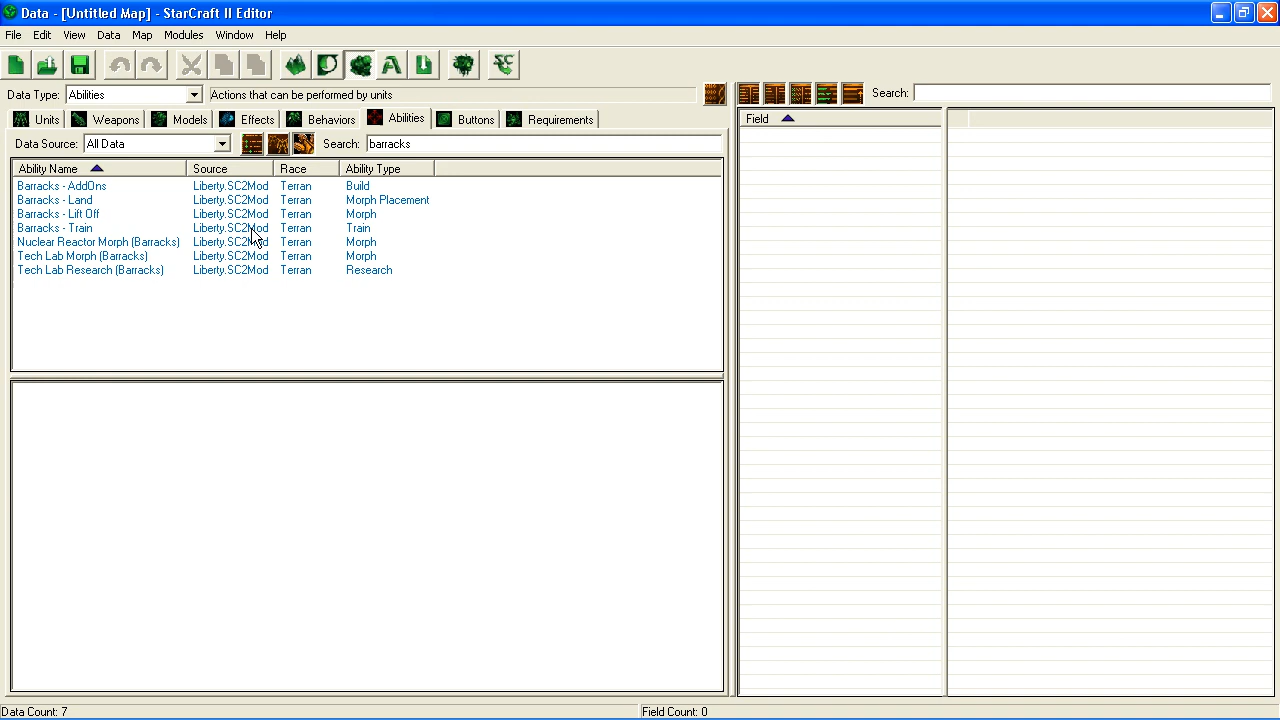 Data - [Untitled Map] - StarCraft II Editor
File Edit View Data Map Modules Window Help
Data Type: Abilities Actions that can be performed by units
Search:
Units Weapons Models Effects Behaviors Abilities Buttons Requirements
Data Source: All Data Search: barracks
Field
Ability Name Source Race Ability Type
Barracks - AddOns Liberty.SC2Mod Terran Build
Barracks - Land Liberty.SC2Mod Terran Morph Placement
Barracks - Lift Off Liberty.SC2Mod Terran Morph
Barracks - Train Liberty.SC2Mod Terran Train
Nuclear Reactor Morph (Barracks) Liberty.SC2Mod Terran Morph
Tech Lab Morph (Barracks) Liberty.SC2Mod Terran Morph
Tech Lab Research (Barracks) Liberty.SC2Mod Terran Research
Data Count: 7 Field Count: 0